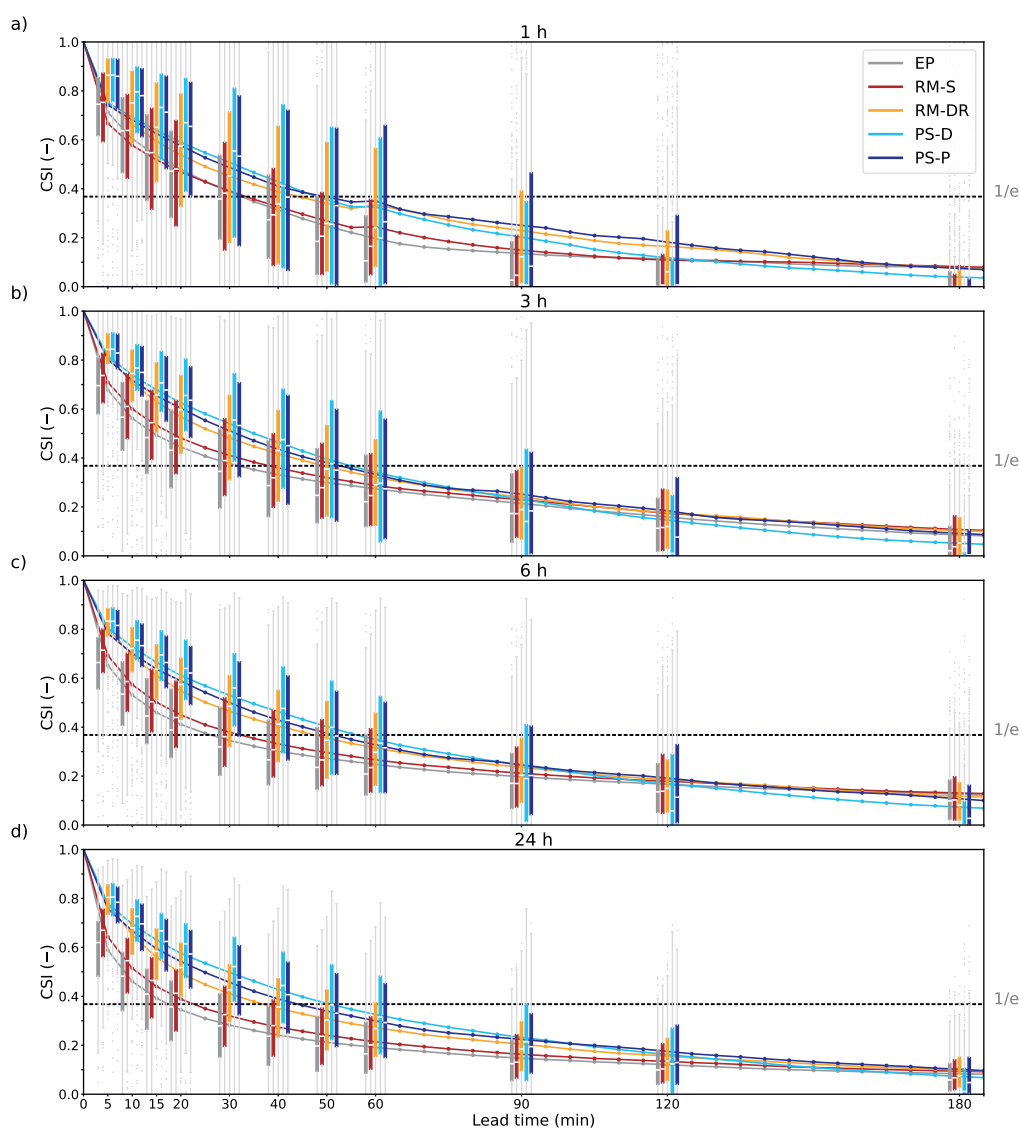 a)
1 h
1.0
0.8
0.6
0.4
0.2
0.0
CSI (−)
EP
RM-S
RM-DR
PS-D
PS-P
1/e
b)
3 h
1.0
0.8
0.6
0.4
0.2
0.0
CSI (−)
1/e
c)
6 h
1.0
0.8
0.6
0.4
0.2
0.0
CSI (−)
1/e
d)
24 h
1.0
0.8
0.6
0.4
0.2
0.0
CSI (−)
1/e
0 5 10 15 20 30 40 50 60 90 120 180
Lead time (min)